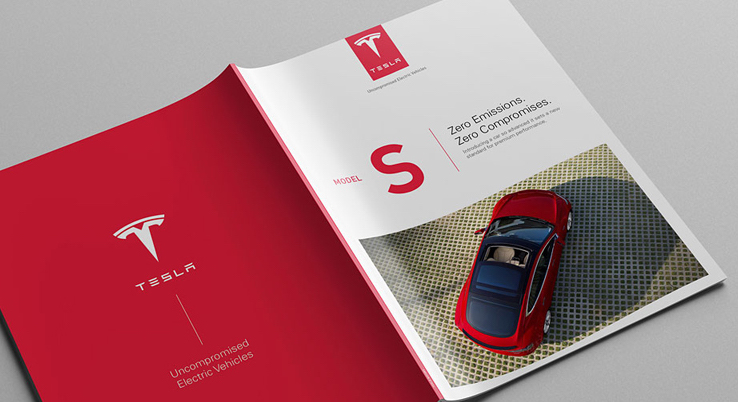 TESLA
Uncompromised Electric Vehicles
Zero Emissions.
Zero Compromises.
Introducing a car so advanced it sets a new
standard for premium performance.
MODEL S
TESLA
Uncompromised
Electric Vehicles